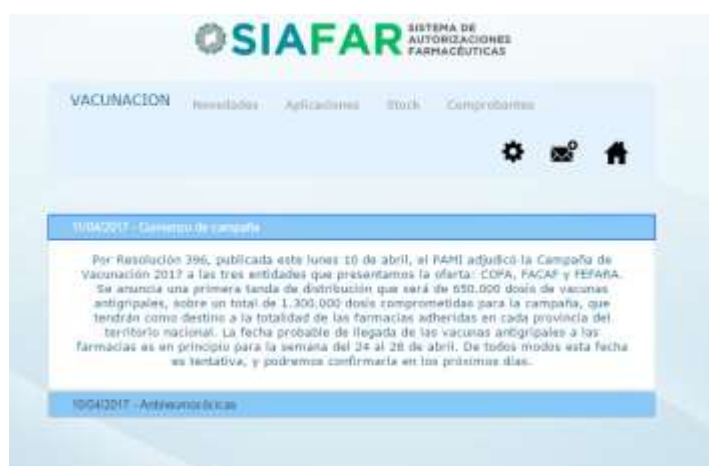 SIAFAR SISTEMA DE
AUTORIZACIONES
FARMACÉUTICAS
VACUNACION Novedades Aplicaciones Stock Comprobantes
11/04/2017 - Comienzo de campaña
Por Resolución 396, publicada este lunes 10 de abril, el PAMI adjudicó la Campaña de
Vacunación 2017 a las tres entidades que presentamos la oferta: COFA, FACAF y FEFARA.
Se anuncia una primera tanda de distribución que será de 650.000 dosis de vacunas
antigripales, sobre un total de 1.300.000 dosis comprometidas para la campaña, que
tendrán como destino a la totalidad de las farmacias adheridas en cada provincia del
territorio nacional. La fecha probable de llegada de las vacunas antigripales a las
farmacias es en principio para la semana del 24 al 28 de abril. De todos modos esta fecha
es tentativa, y podremos confirmarla en los próximos días.
10/04/2017 - Antineumocócicas